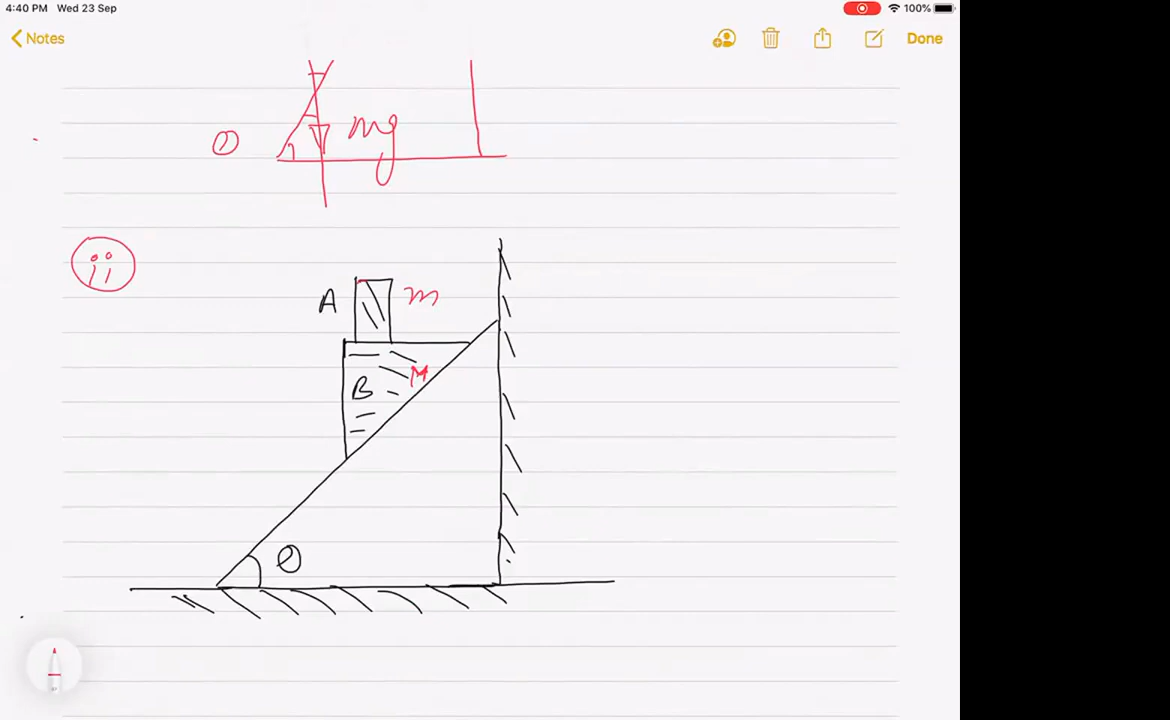 4:40 PM Wed 23 Sep
100%
Notes
Done
mg
θ
ii
A
m
B
M
θ